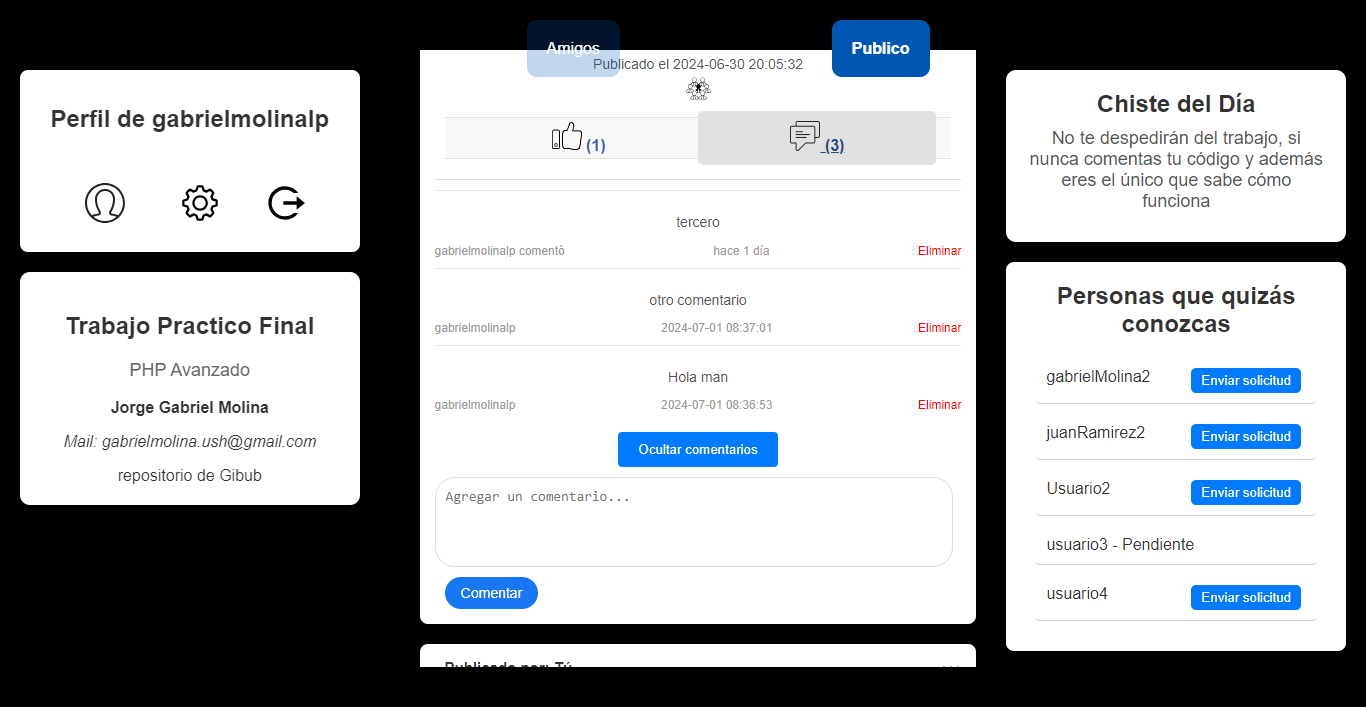 Perfil de gabrielmolinalp
Trabajo Practico Final
PHP Avanzado
Jorge Gabriel Molina
Mail: gabrielmolina.ush@gmail.com
repositorio de Gibub
Amigos
Publico
Publicado el 2024-06-30 20:05:32
(1)
(3)
tercero
gabrielmolinalp comentó hace 1 día Eliminar
otro comentario
gabrielmolinalp 2024-07-01 08:37:01 Eliminar
Hola man
gabrielmolinalp 2024-07-01 08:36:53 Eliminar
Ocultar comentarios
Agregar un comentario...
Comentar
Publicado por: Tú
Chiste del Día
No te despedirán del trabajo, si
nunca comentas tu código y además
eres el único que sabe cómo
funciona
Personas que quizás
conozcas
gabrielMolina2 Enviar solicitud
juanRamirez2 Enviar solicitud
Usuario2 Enviar solicitud
usuario3 - Pendiente
usuario4 Enviar solicitud